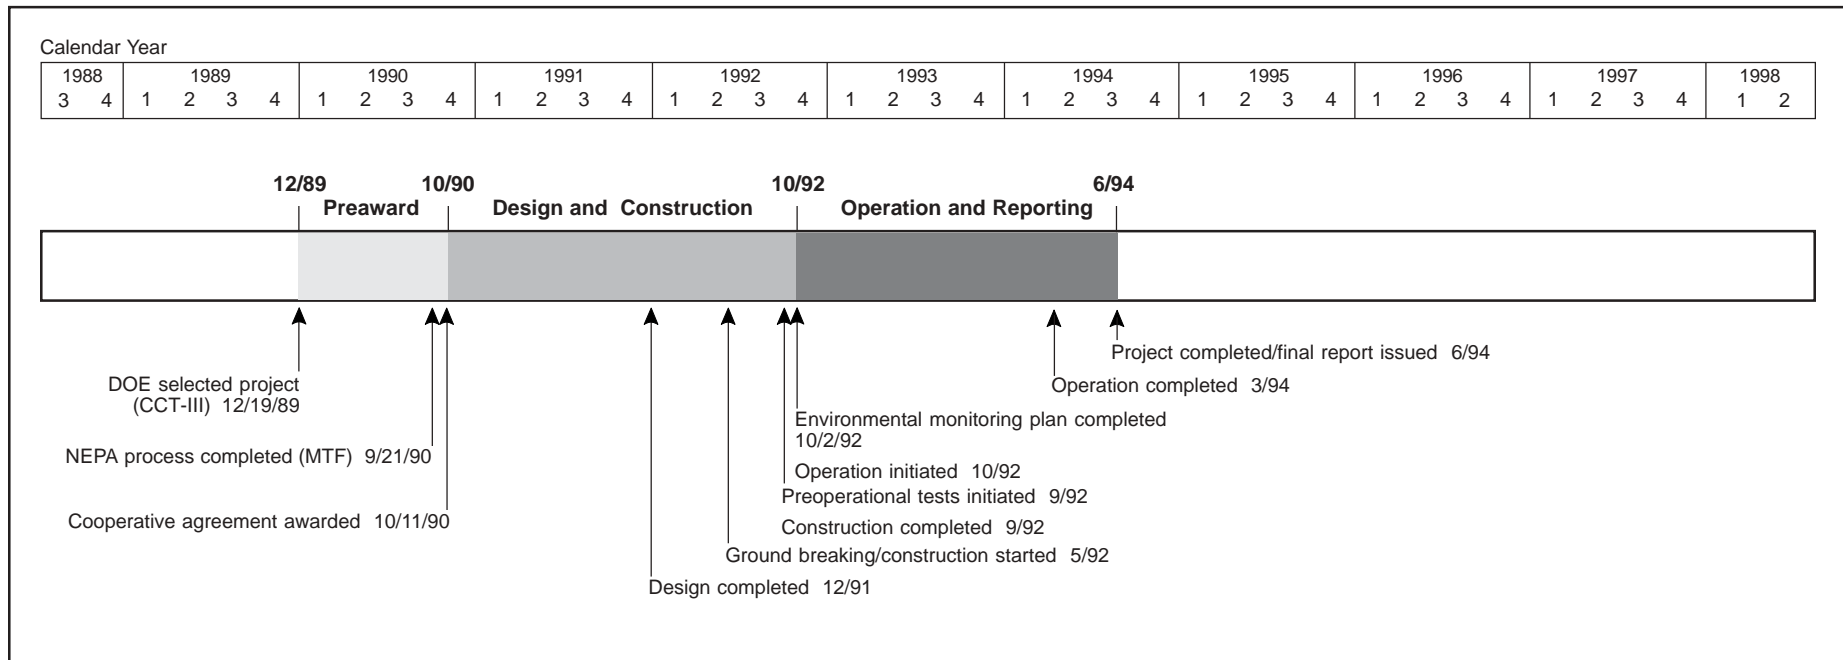 Calendar Year
1988 1989 1990 1991 1992 1993 1994 1995 1996 1997 1998
3 4 1 2 3 4 1 2 3 4 1 2 3 4 1 2 3 4 1 2 3 4 1 2 3 4 1 2 3 4 1 2 3 4 1 2 3 4 1 2
12/89 10/90 10/92 6/94
Preaward Design and Construction Operation and Reporting
Project completed/final report issued 6/94
DOE selected project
(CCT-III) 12/19/89
Operation completed 3/94
Environmental monitoring plan completed
10/2/92
NEPA process completed (MTF) 9/21/90
Operation initiated 10/92
Preoperational tests initiated 9/92
Cooperative agreement awarded 10/11/90
Construction completed 9/92
Ground breaking/construction started 5/92
Design completed 12/91